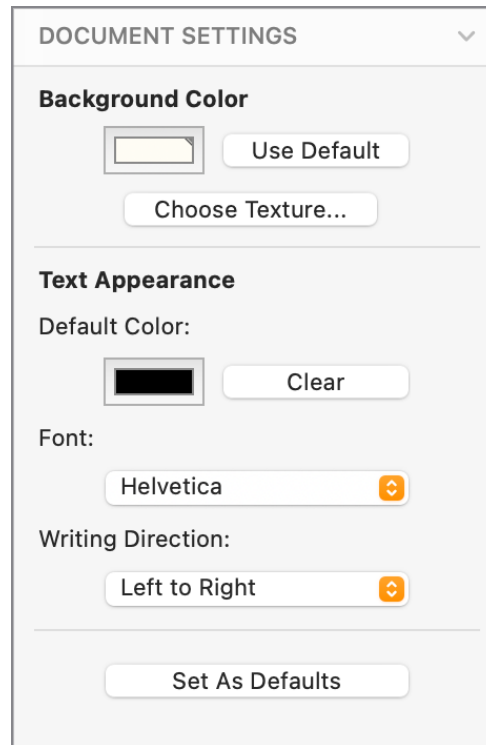 DOCUMENT SETTINGS
Background Color
Use Default
Choose Texture...
Text Appearance
Default Color:
Clear
Font:
Helvetica
Writing Direction:
Left to Right
Set As Defaults